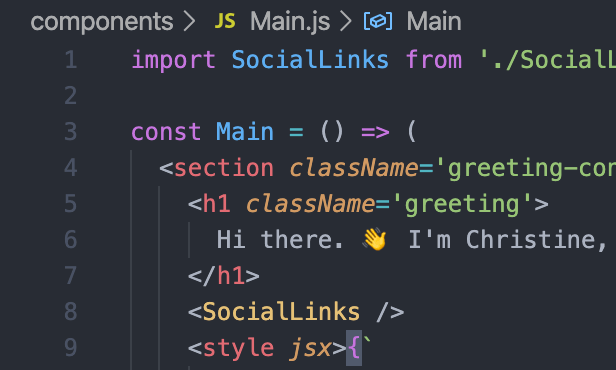 components > JS Main.js > Main
1 import SocialLinks from './SocialL
2
3 const Main = () => (
4 <section className='greeting-con
5 <h1 className='greeting'>
6 Hi there. 👋 I'm Christine,
7 </h1>
8 <SocialLinks />
9 <style jsx>{`